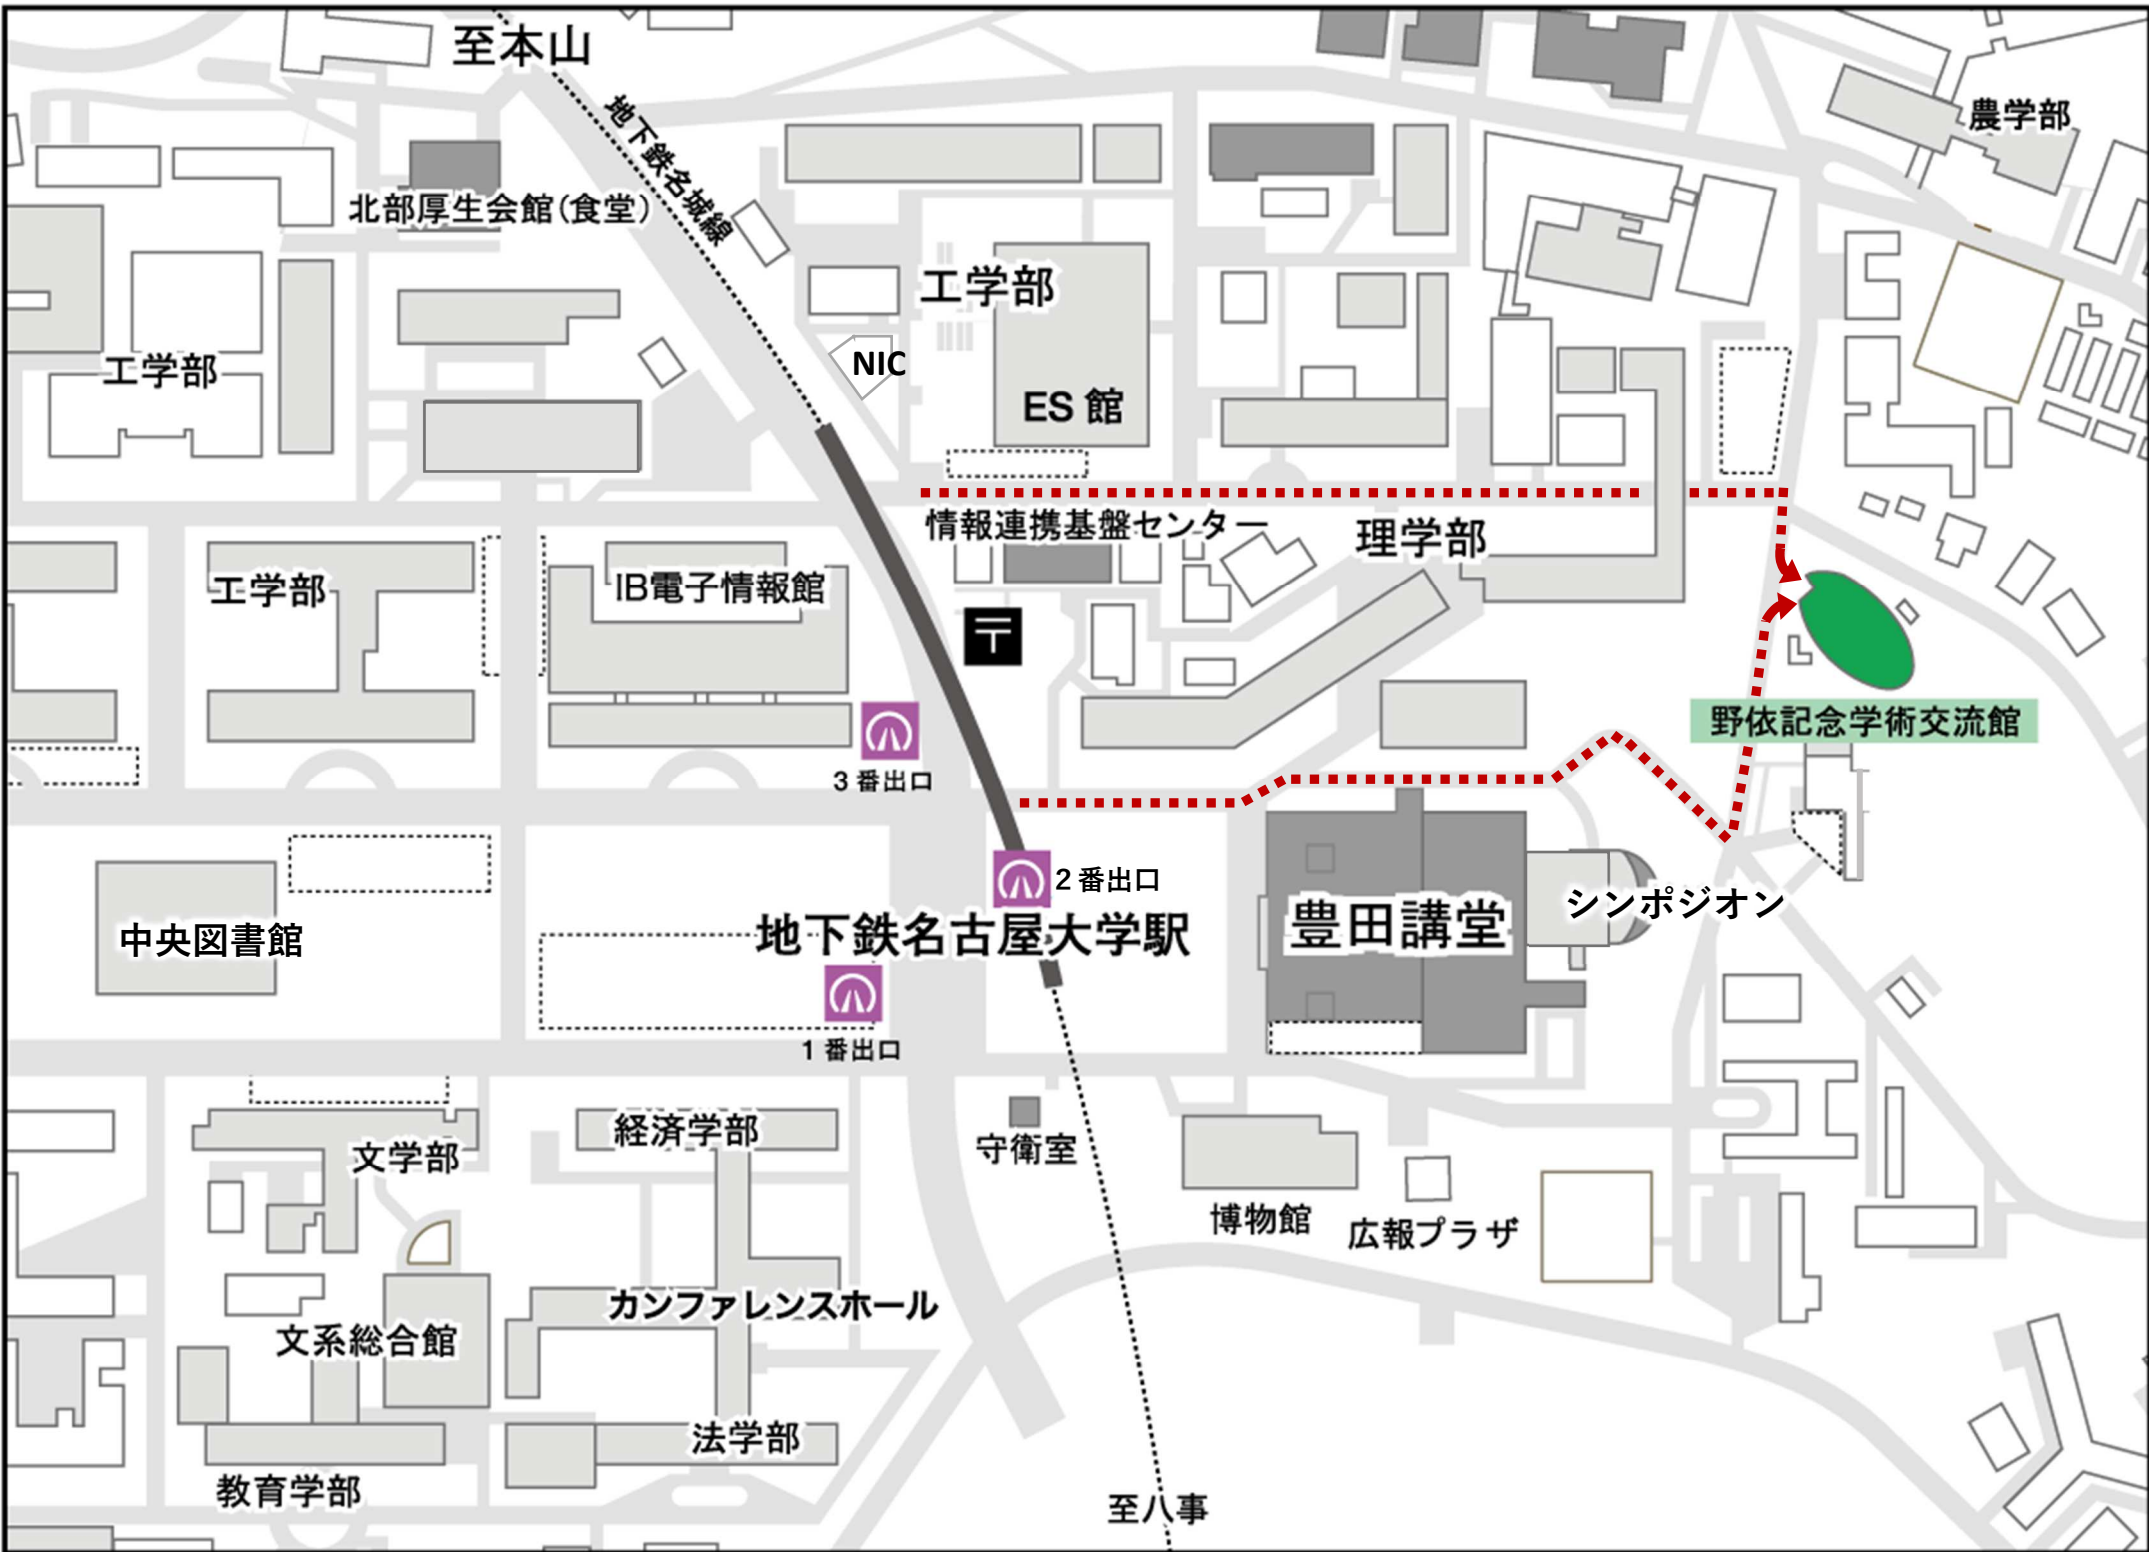 至本山
地下鉄名城線
農学部
北部厚生会館(食堂)
工学部
NIC
工学部
ES館
情報連携基盤センター
理学部
工学部
IB電子情報館
〒
野依記念学術交流館
3番出口
2番出口
シンポジオン
豊田講堂
地下鉄名古屋大学駅
中央図書館
1番出口
経済学部
文学部
守衛室
博物館
広報プラザ
カンファレンスホール
文系総合館
法学部
教育学部
至八事